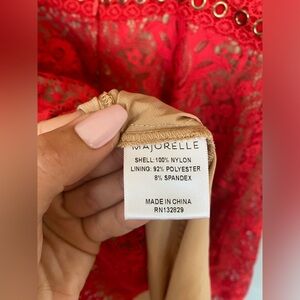 MAJORELLE
SHELL: 100% NYLON
LINING: 92% POLYESTER
8% SPANDEX
MADE IN CHINA
RN132829